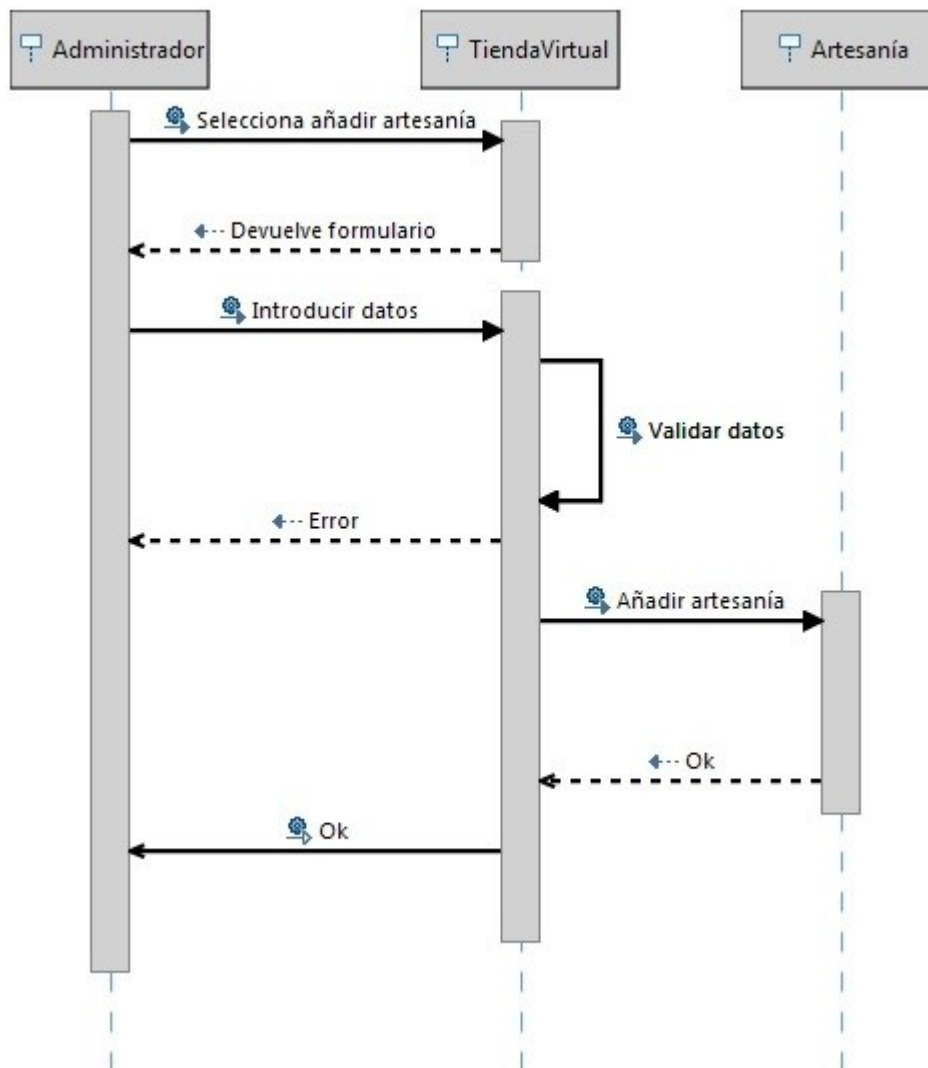 Administrador
TiendaVirtual
Artesanía
Selecciona añadir artesanía
Devuelve formulario
Introducir datos
Validar datos
Error
Añadir artesanía
Ok
Ok